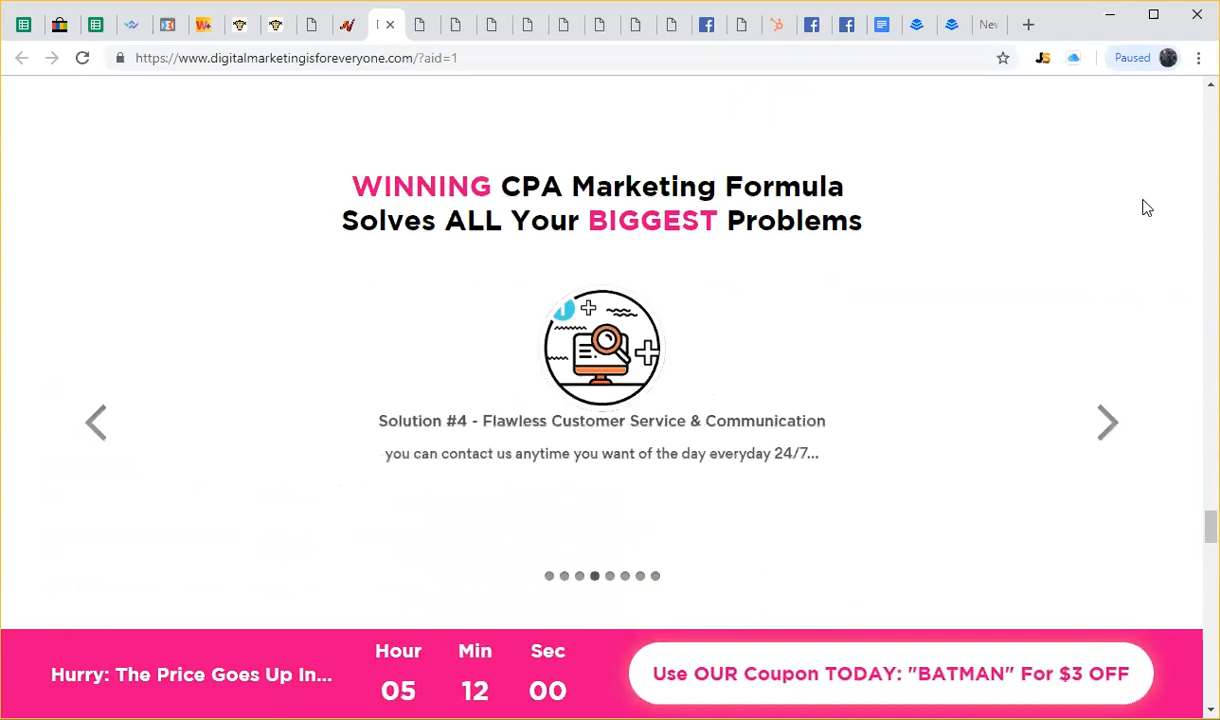 Nev
https://www.digitalmarketingisforeveryone.com/?aid=1
JS
Paused
WINNING CPA Marketing Formula
Solves ALL Your BIGGEST Problems
Solution #4 - Flawless Customer Service & Communication
you can contact us anytime you want of the day everyday 24/7...
Hour Min Sec
Hurry: The Price Goes Up In...
05 12 00
Use OUR Coupon TODAY: "BATMAN" For $3 OFF